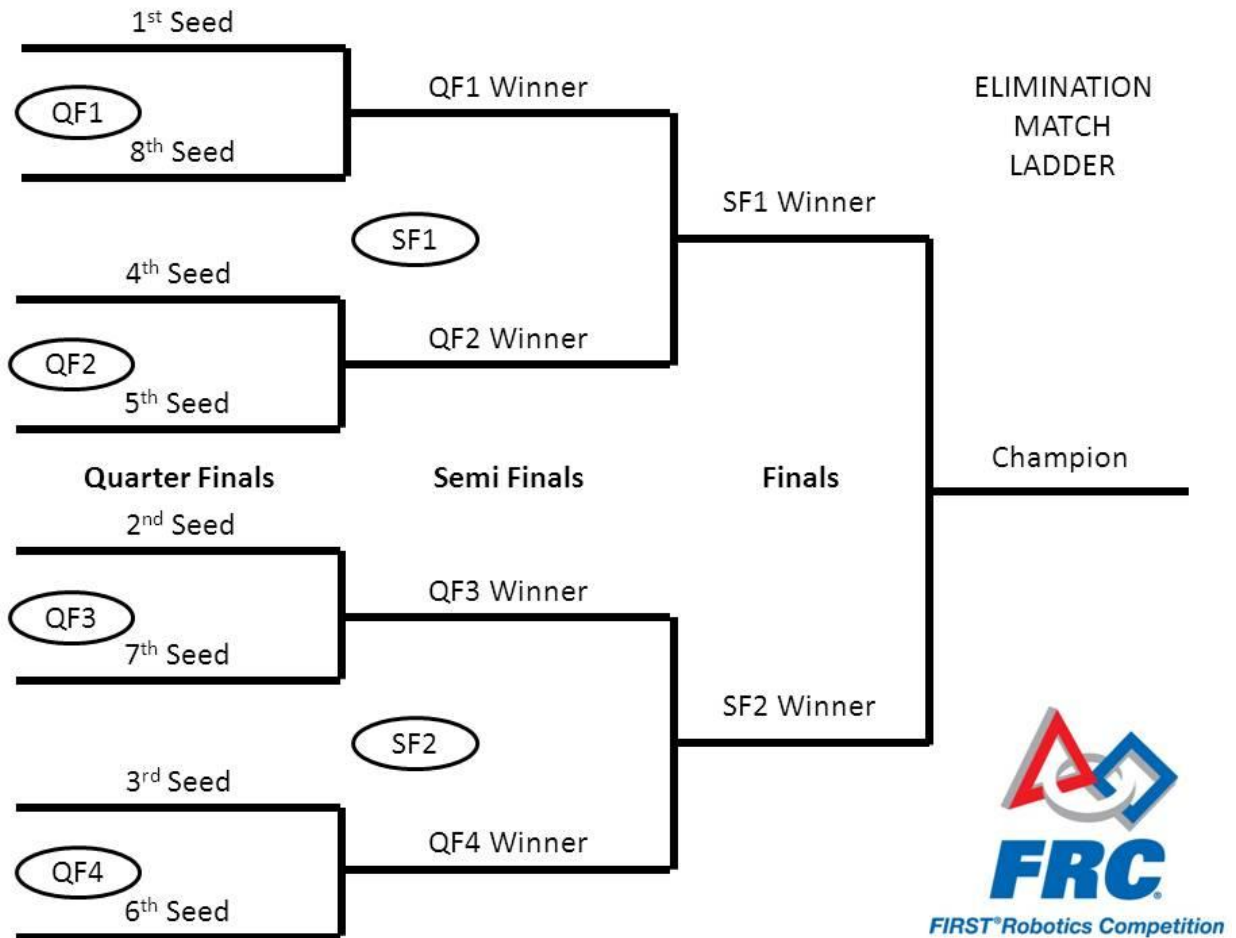 1st Seed
QF1
8th Seed
QF1 Winner
ELIMINATION
MATCH
LADDER
SF1
SF1 Winner
4th Seed
QF2
5th Seed
QF2 Winner
Quarter Finals
Semi Finals
Finals
Champion
2nd Seed
QF3
7th Seed
QF3 Winner
SF2
SF2 Winner
3rd Seed
QF4
6th Seed
QF4 Winner
FRC
FIRST® Robotics Competition